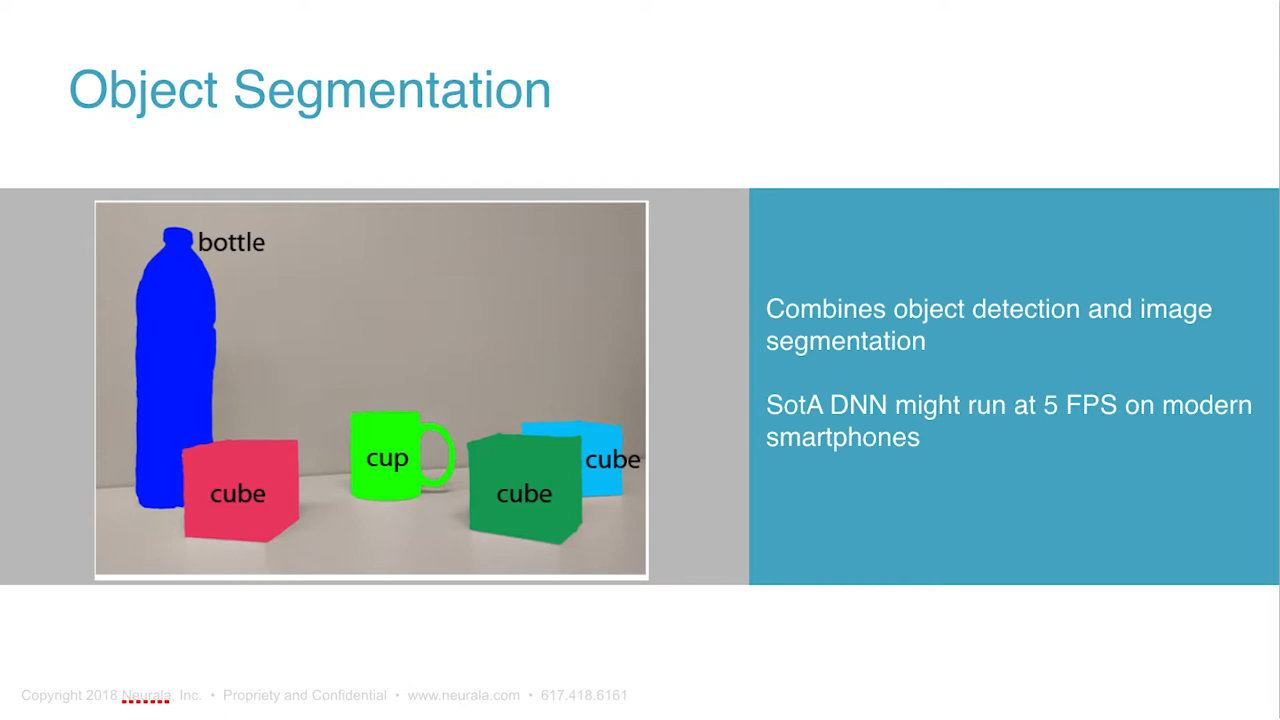 Object Segmentation
bottle
cup
cube
cube
cube
Combines object detection and image
segmentation
SotA DNN might run at 5 FPS on modern
smartphones
Copyright 2018 Neurala, Inc. • Propriety and Confidential • www.neurala.com • 617.418.6161